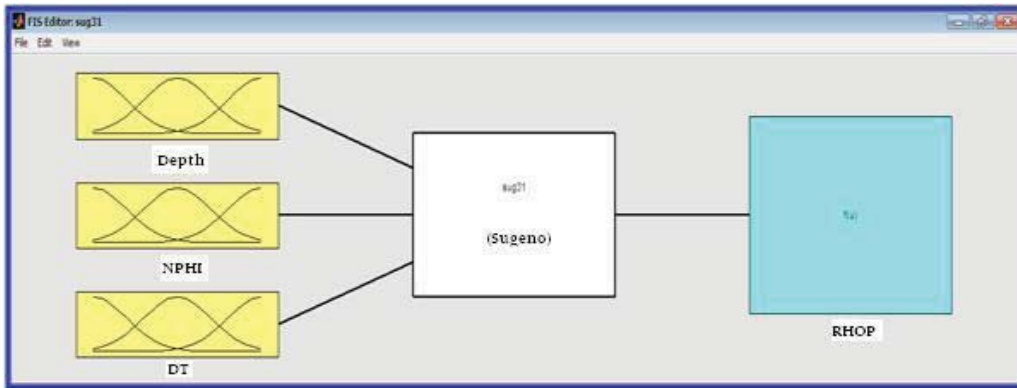 FIS Editor: sug31
File Edit View
Depth
NPHI
DT
sug31
(Sugeno)
f(u)
RHOP